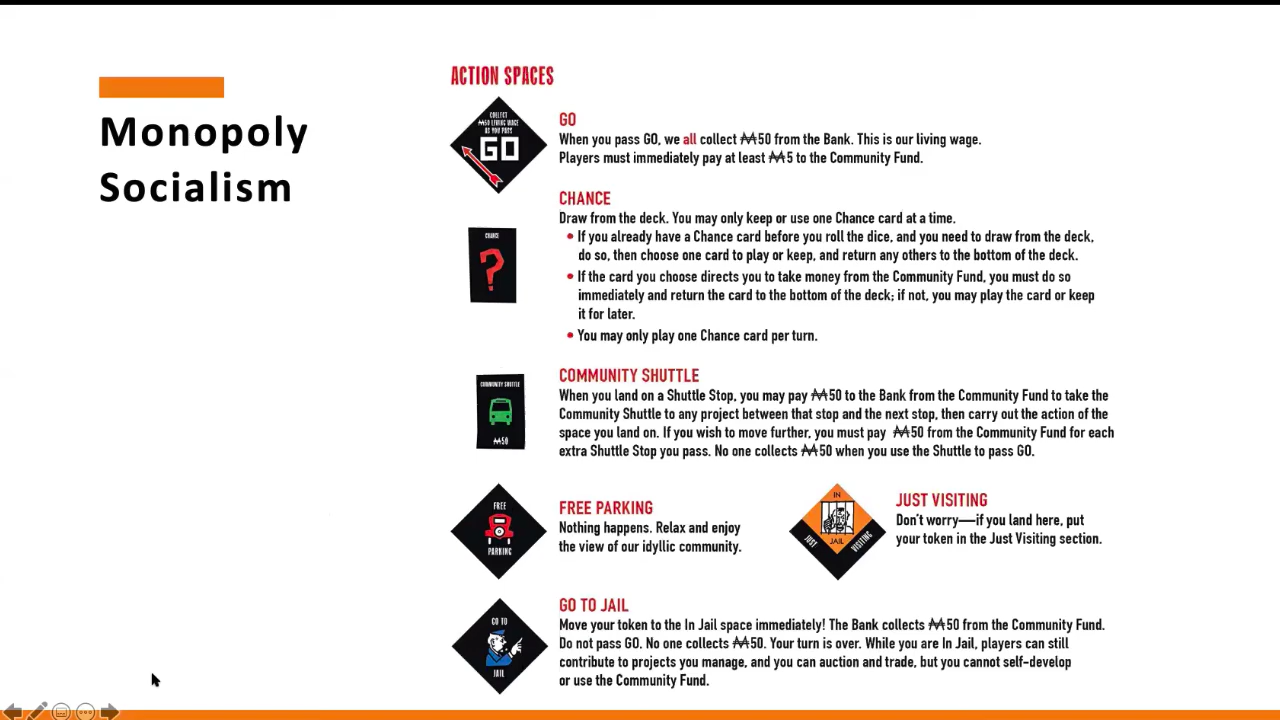 Monopoly
Socialism
ACTION SPACES
COLLECT
₩50 LIVING WAGE
AS YOU PASS
GO
GO
When you pass GO, we all collect ₩50 from the Bank. This is our living wage.
Players must immediately pay at least ₩5 to the Community Fund.
CHANCE
?
CHANCE
Draw from the deck. You may only keep or use one Chance card at a time.
• If you already have a Chance card before you roll the dice, and you need to draw from the deck,
do so, then choose one card to play or keep, and return any others to the bottom of the deck.
• If the card you choose directs you to take money from the Community Fund, you must do so
immediately and return the card to the bottom of the deck; if not, you may play the card or keep
it for later.
• You may only play one Chance card per turn.
COMMUNITY SHUTTLE
₩50
COMMUNITY SHUTTLE
When you land on a Shuttle Stop, you may pay ₩50 to the Bank from the Community Fund to take the
Community Shuttle to any project between that stop and the next stop, then carry out the action of the
space you land on. If you wish to move further, you must pay ₩50 from the Community Fund for each
extra Shuttle Stop you pass. No one collects ₩50 when you use the Shuttle to pass GO.
FREE
PARKING
FREE PARKING
Nothing happens. Relax and enjoy
the view of our idyllic community.
IN
JAIL
JUST
VISITING
JUST VISITING
Don't worry—if you land here, put
your token in the Just Visiting section.
GO TO
JAIL
GO TO JAIL
Move your token to the In Jail space immediately! The Bank collects ₩50 from the Community Fund.
Do not pass GO. No one collects ₩50. Your turn is over. While you are In Jail, players can still
contribute to projects you manage, and you can auction and trade, but you cannot self-develop
or use the Community Fund.